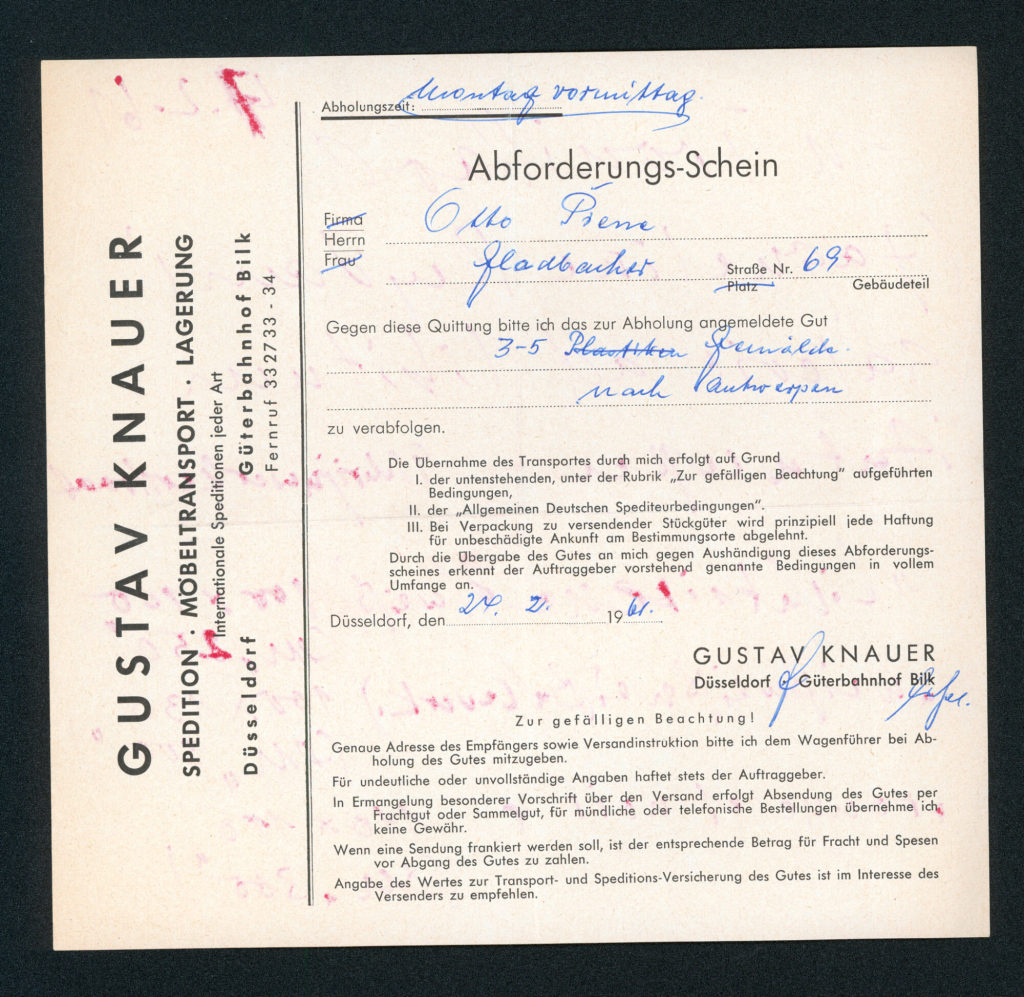 GUSTAV KNAUER
SPEDITION · MÖBELTRANSPORT · LAGERUNG
Internationale Speditionen jeder Art
Düsseldorf Güterbahnhof Bilk
Fernruf 332733-34
Abholungszeit: Montag vormittag.
Abforderungs-Schein
Firma
Herrn
Frau
Otto Piene
Gladbacher
Straße Nr. 69
Platz
Gebäudeteil
Gegen diese Quittung bitte ich das zur Abholung angemeldete Gut
3-5 Plastiken Gemälde.
nach Antwerpen
zu verabfolgen.
Die Übernahme des Transportes durch mich erfolgt auf Grund
I. der untenstehenden, unter der Rubrik „Zur gefälligen Beachtung" aufgeführten
Bedingungen,
II. der „Allgemeinen Deutschen Spediteurbedingungen".
III. Bei Verpackung zu versendender Stückgüter wird prinzipiell jede Haftung
für unbeschädigte Ankunft am Bestimmungsorte abgelehnt.
Durch die Übergabe des Gutes an mich gegen Aushändigung dieses Abforderungs-
scheines erkennt der Auftraggeber vorstehend genannte Bedingungen in vollem
Umfange an.
Düsseldorf, den 24. 2. 1961.
GUSTAV KNAUER
Düsseldorf · Güterbahnhof Bilk
Zur gefälligen Beachtung!
Genaue Adresse des Empfängers sowie Versandinstruktion bitte ich dem Wagenführer bei Ab-
holung des Gutes mitzugeben.
Für undeutliche oder unvollständige Angaben haftet stets der Auftraggeber.
In Ermangelung besonderer Vorschrift über den Versand erfolgt Absendung des Gutes per
Frachtgut oder Sammelgut, für mündliche oder telefonische Bestellungen übernehme ich
keine Gewähr.
Wenn eine Sendung frankiert werden soll, ist der entsprechende Betrag für Fracht und Spesen
vor Abgang des Gutes zu zahlen.
Angabe des Wertes zur Transport- und Speditions-Versicherung des Gutes ist im Interesse des
Versenders zu empfehlen.